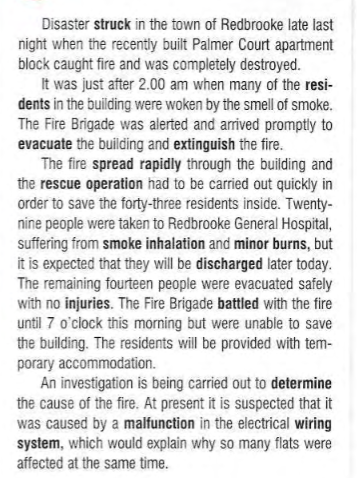 Disaster struck in the town of Redbrooke late last
night when the recently built Palmer Court apartment
block caught fire and was completely destroyed.
It was just after 2.00 am when many of the resi-
dents in the building were woken by the smell of smoke.
The Fire Brigade was alerted and arrived promptly to
evacuate the building and extinguish the fire.
The fire spread rapidly through the building and
the rescue operation had to be carried out quickly in
order to save the forty-three residents inside. Twenty-
nine people were taken to Redbrooke General Hospital,
suffering from smoke inhalation and minor burns, but
it is expected that they will be discharged later today.
The remaining fourteen people were evacuated safely
with no injuries. The Fire Brigade battled with the fire
until 7 o'clock this morning but were unable to save
the building. The residents will be provided with tem-
porary accommodation.
An investigation is being carried out to determine
the cause of the fire. At present it is suspected that it
was caused by a malfunction in the electrical wiring
system, which would explain why so many flats were
affected at the same time.